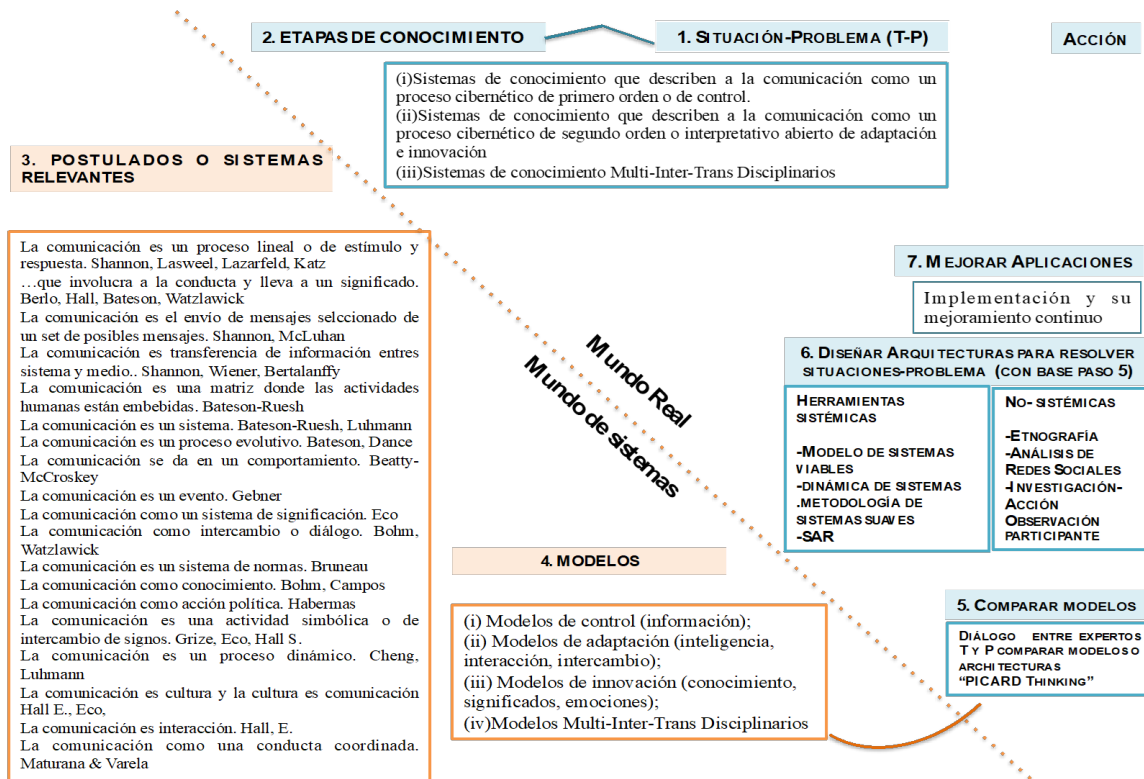 2. ETAPAS DE CONOCIMIENTO
1. SITUACIÓN-PROBLEMA (T-P)
ACCIÓN
(i)Sistemas de conocimiento que describen a la comunicación como un
proceso cibernético de primero orden o de control.
(ii)Sistemas de conocimiento que describen a la comunicación como un
proceso cibernético de segundo orden o interpretativo abierto de adaptación
e innovación
(iii)Sistemas de conocimiento Multi-Inter-Trans Disciplinarios
3. POSTULADOS O SISTEMAS
RELEVANTES
La comunicación es un proceso lineal o de estímulo y
respuesta. Shannon, Lasweel, Lazarfeld, Katz
…que involucra a la conducta y lleva a un significado.
Berlo, Hall, Bateson, Watzlawick
La comunicación es el envío de mensajes selccionado de
un set de posibles mensajes. Shannon, McLuhan
La comunicación es transferencia de información entres
sistema y medio.. Shannon, Wiener, Bertalanffy
La comunicación es una matriz donde las actividades
humanas están embebidas. Bateson-Ruesh
La comunicación es un sistema. Bateson-Ruesh, Luhmann
La comunicación es un proceso evolutivo. Bateson, Dance
La comunicación se da en un comportamiento. Beatty-
McCroskey
La comunicación es un evento. Gebner
La comunicación como un sistema de significación. Eco
La comunicación como intercambio o diálogo. Bohm,
Watzlawick
La comunicación es un sistema de normas. Bruneau
La comunicación como conocimiento. Bohm, Campos
La comunicación como acción política. Habermas
La comunicación es una actividad simbólica o de
intercambio de signos. Grize, Eco, Hall S.
La comunicación es un proceso dinámico. Cheng,
Luhmann
La comunicación es cultura y la cultura es comunicación
Hall E., Eco,
La comunicación es interacción. Hall, E.
La comunicación como una conducta coordinada.
Maturana & Varela
Mundo Real
Mundo de sistemas
4. MODELOS
(i) Modelos de control (información);
(ii) Modelos de adaptación (inteligencia,
interacción, intercambio);
(iii) Modelos de innovación (conocimiento,
significados, emociones);
(iv)Modelos Multi-Inter-Trans Disciplinarios
7. MEJORAR APLICACIONES
Implementación y su
mejoramiento continuo
6. DISEÑAR ARQUITECTURAS PARA RESOLVER
SITUACIONES-PROBLEMA (CON BASE PASO 5)
HERRAMIENTAS
SISTÉMICAS
-MODELO DE SISTEMAS
VIABLES
-DINÁMICA DE SISTEMAS
.METODOLOGÍA DE
SISTEMAS SUAVES
-SAR
NO- SISTÉMICAS
-ETNOGRAFÍA
-ANÁLISIS DE
REDES SOCIALES
-INVESTIGACIÓN-
ACCIÓN
OBSERVACIÓN
PARTICIPANTE
5. COMPARAR MODELOS
DIÁLOGO ENTRE EXPERTOS
T Y P COMPARAR MODELOS O
ARCHITECTURAS
“PICARD THINKING”